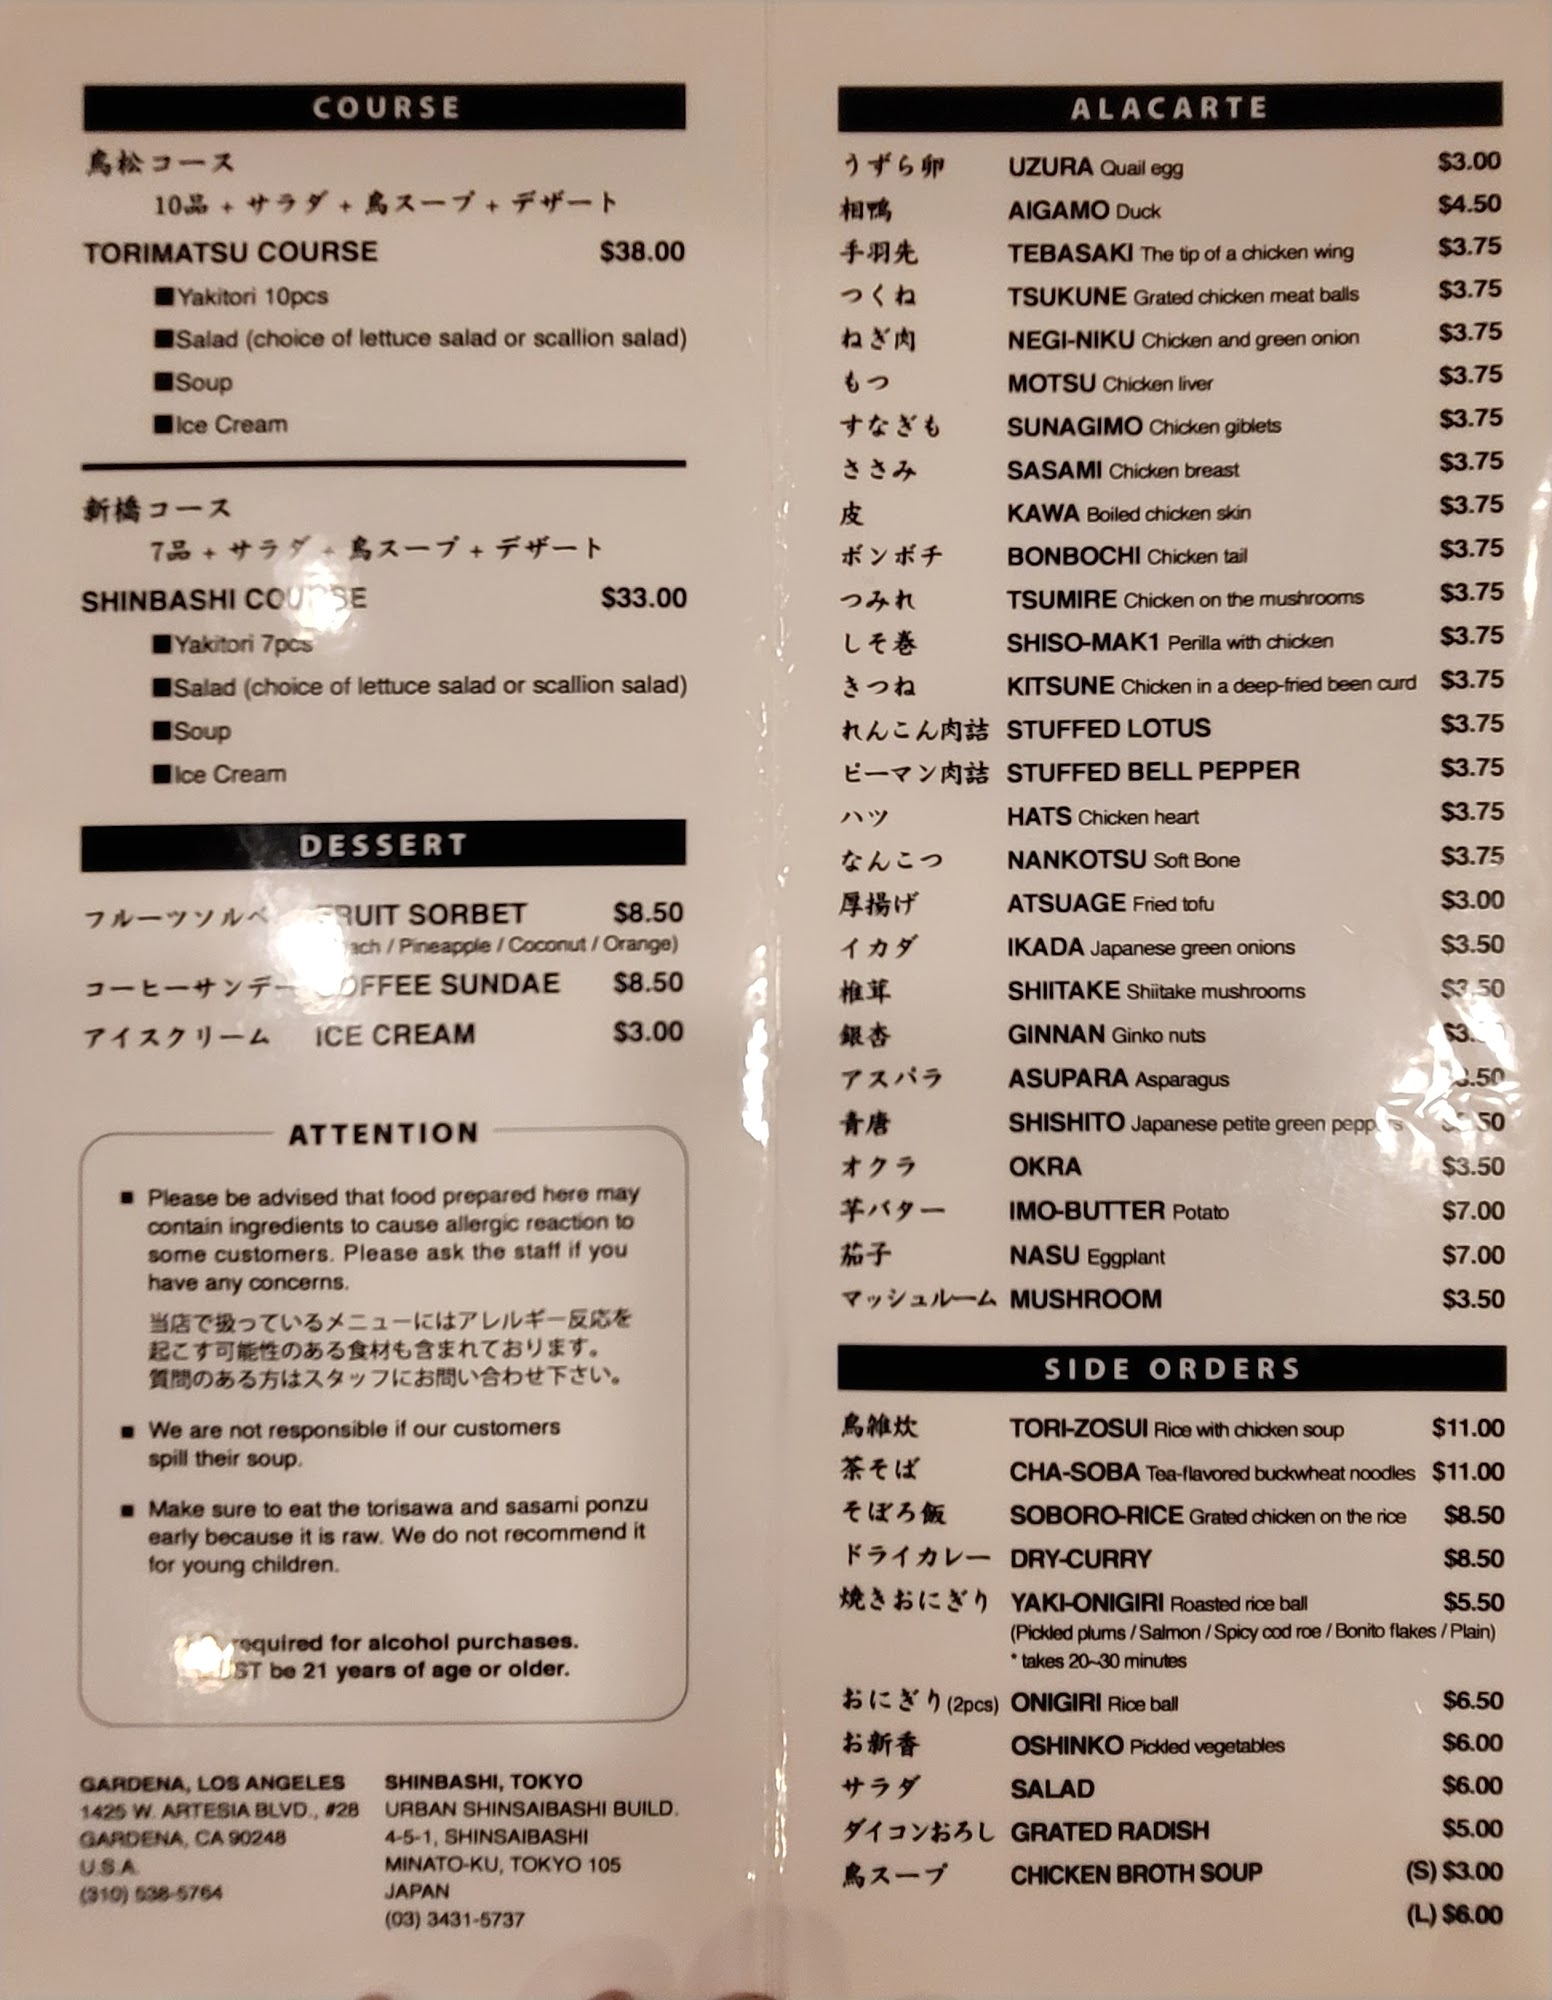 COURSE
鳥松コース
10品 + サラダ + 鳥スープ + デザート
TORIMATSU COURSE $38.00
■Yakitori 10pcs
■Salad (choice of lettuce salad or scallion salad)
■Soup
■Ice Cream
新橋コース
7品 + サラダ + 鳥スープ + デザート
SHINBASHI COURSE $33.00
■Yakitori 7pcs
■Salad (choice of lettuce salad or scallion salad)
■Soup
■Ice Cream
DESSERT
フルーツソルベ FRUIT SORBET $8.50
/ Pineapple / Coconut / Orange)
コーヒーサンデー COFFEE SUNDAE $8.50
アイスクリーム ICE CREAM $3.00
ATTENTION
■ Please be advised that food prepared here may
contain ingredients to cause allergic reaction to
some customers. Please ask the staff if you
have any concerns.
当店で扱っているメニューにはアレルギー反応を
起こす可能性のある食材も含まれております。
質問のある方はスタッフにお問い合わせ下さい。
■ We are not responsible if our customers
spill their soup.
■ Make sure to eat the torisawa and sasami ponzu
early because it is raw. We do not recommend it
for young children.
required for alcohol purchases.
MUST be 21 years of age or older.
GARDENA, LOS ANGELES
1425 W. ARTESIA BLVD., #28
GARDENA, CA 90248
U.S.A.
(310) 538-5764
SHINBASHI, TOKYO
URBAN SHINSAIBASHI BUILD.
4-5-1, SHINSAIBASHI
MINATO-KU, TOKYO 105
JAPAN
(03) 3431-5737
ALACARTE
うずら卵 UZURA Quail egg $3.00
相鴨 AIGAMO Duck $4.50
手羽先 TEBASAKI The tip of a chicken wing $3.75
つくね TSUKUNE Grated chicken meat balls $3.75
ねぎ肉 NEGI-NIKU Chicken and green onion $3.75
もつ MOTSU Chicken liver $3.75
すなぎも SUNAGIMO Chicken giblets $3.75
ささみ SASAMI Chicken breast $3.75
皮 KAWA Boiled chicken skin $3.75
ボンボチ BONBOCHI Chicken tail $3.75
つみれ TSUMIRE Chicken on the mushrooms $3.75
しそ巻 SHISO-MAK1 Perilla with chicken $3.75
きつね KITSUNE Chicken in a deep-fried been curd $3.75
れんこん肉詰 STUFFED LOTUS $3.75
ピーマン肉詰 STUFFED BELL PEPPER $3.75
ハツ HATS Chicken heart $3.75
なんこつ NANKOTSU Soft Bone $3.75
厚揚げ ATSUAGE Fried tofu $3.00
イカダ IKADA Japanese green onions $3.50
椎茸 SHIITAKE Shiitake mushrooms $3.50
銀杏 GINNAN Ginko nuts
アスパラ ASUPARA Asparagus
青唐 SHISHITO Japanese petite green peppers
オクラ OKRA $3.50
芋バター IMO-BUTTER Potato $7.00
茄子 NASU Eggplant $7.00
マッシュルーム MUSHROOM $3.50
SIDE ORDERS
鳥雑炊 TORI-ZOSUI Rice with chicken soup $11.00
茶そば CHA-SOBA Tea-flavored buckwheat noodles $11.00
そぼろ飯 SOBORO-RICE Grated chicken on the rice $8.50
ドライカレー DRY-CURRY $8.50
焼きおにぎり YAKI-ONIGIRI Roasted rice ball $5.50
(Pickled plums / Salmon / Spicy cod roe / Bonito flakes / Plain)
* takes 20~30 minutes
おにぎり(2pcs) ONIGIRI Rice ball $6.50
お新香 OSHINKO Pickled vegetables $6.00
サラダ SALAD $6.00
ダイコンおろし GRATED RADISH $5.00
鳥スープ CHICKEN BROTH SOUP (S) $3.00
(L) $6.00